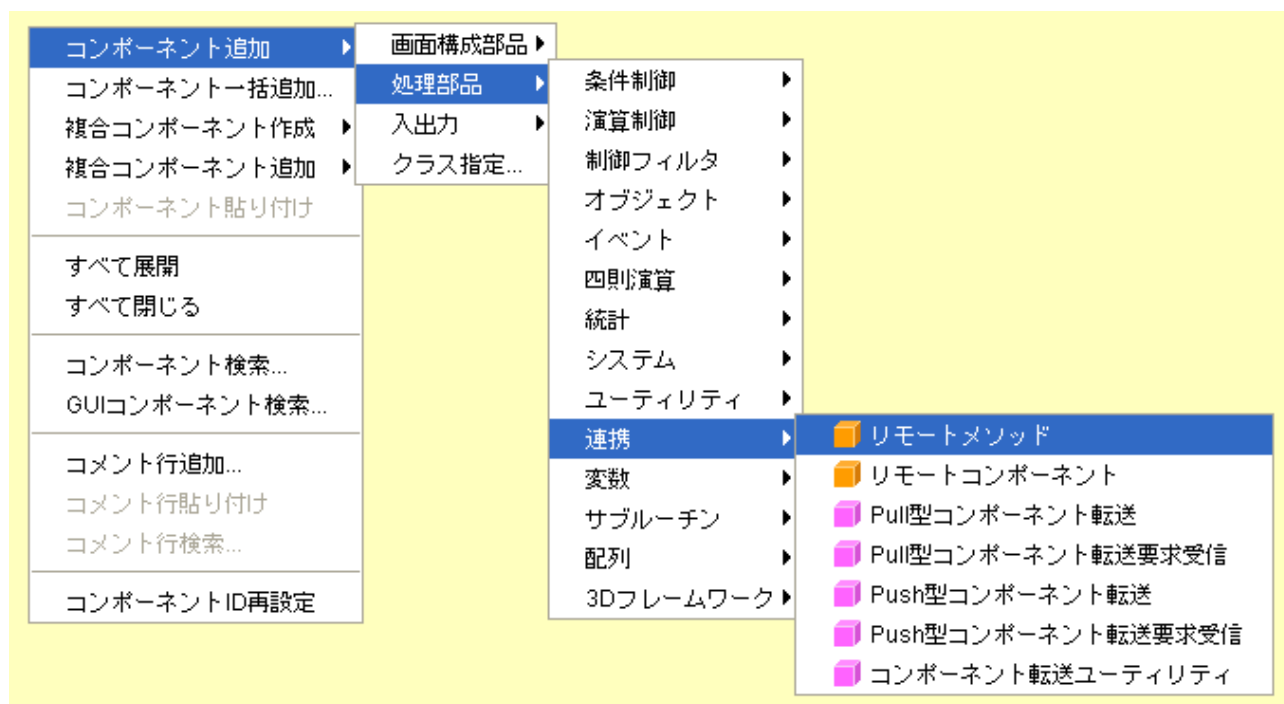 コンポーネント追加
コンポーネント一括追加...
複合コンポーネント作成
複合コンポーネント追加
コンポーネント貼り付け
すべて展開
すべて閉じる
コンポーネント検索...
GUIコンポーネント検索...
コメント行追加...
コメント行貼り付け
コメント行検索...
コンポーネントID再設定
画面構成部品
処理部品
入出力
クラス指定...
条件制御
演算制御
制御フィルタ
オブジェクト
イベント
四則演算
統計
システム
ユーティリティ
連携
変数
サブルーチン
配列
3Dフレームワーク
リモートメソッド
リモートコンポーネント
Pull型コンポーネント転送
Pull型コンポーネント転送要求受信
Push型コンポーネント転送
Push型コンポーネント転送要求受信
コンポーネント転送ユーティリティ